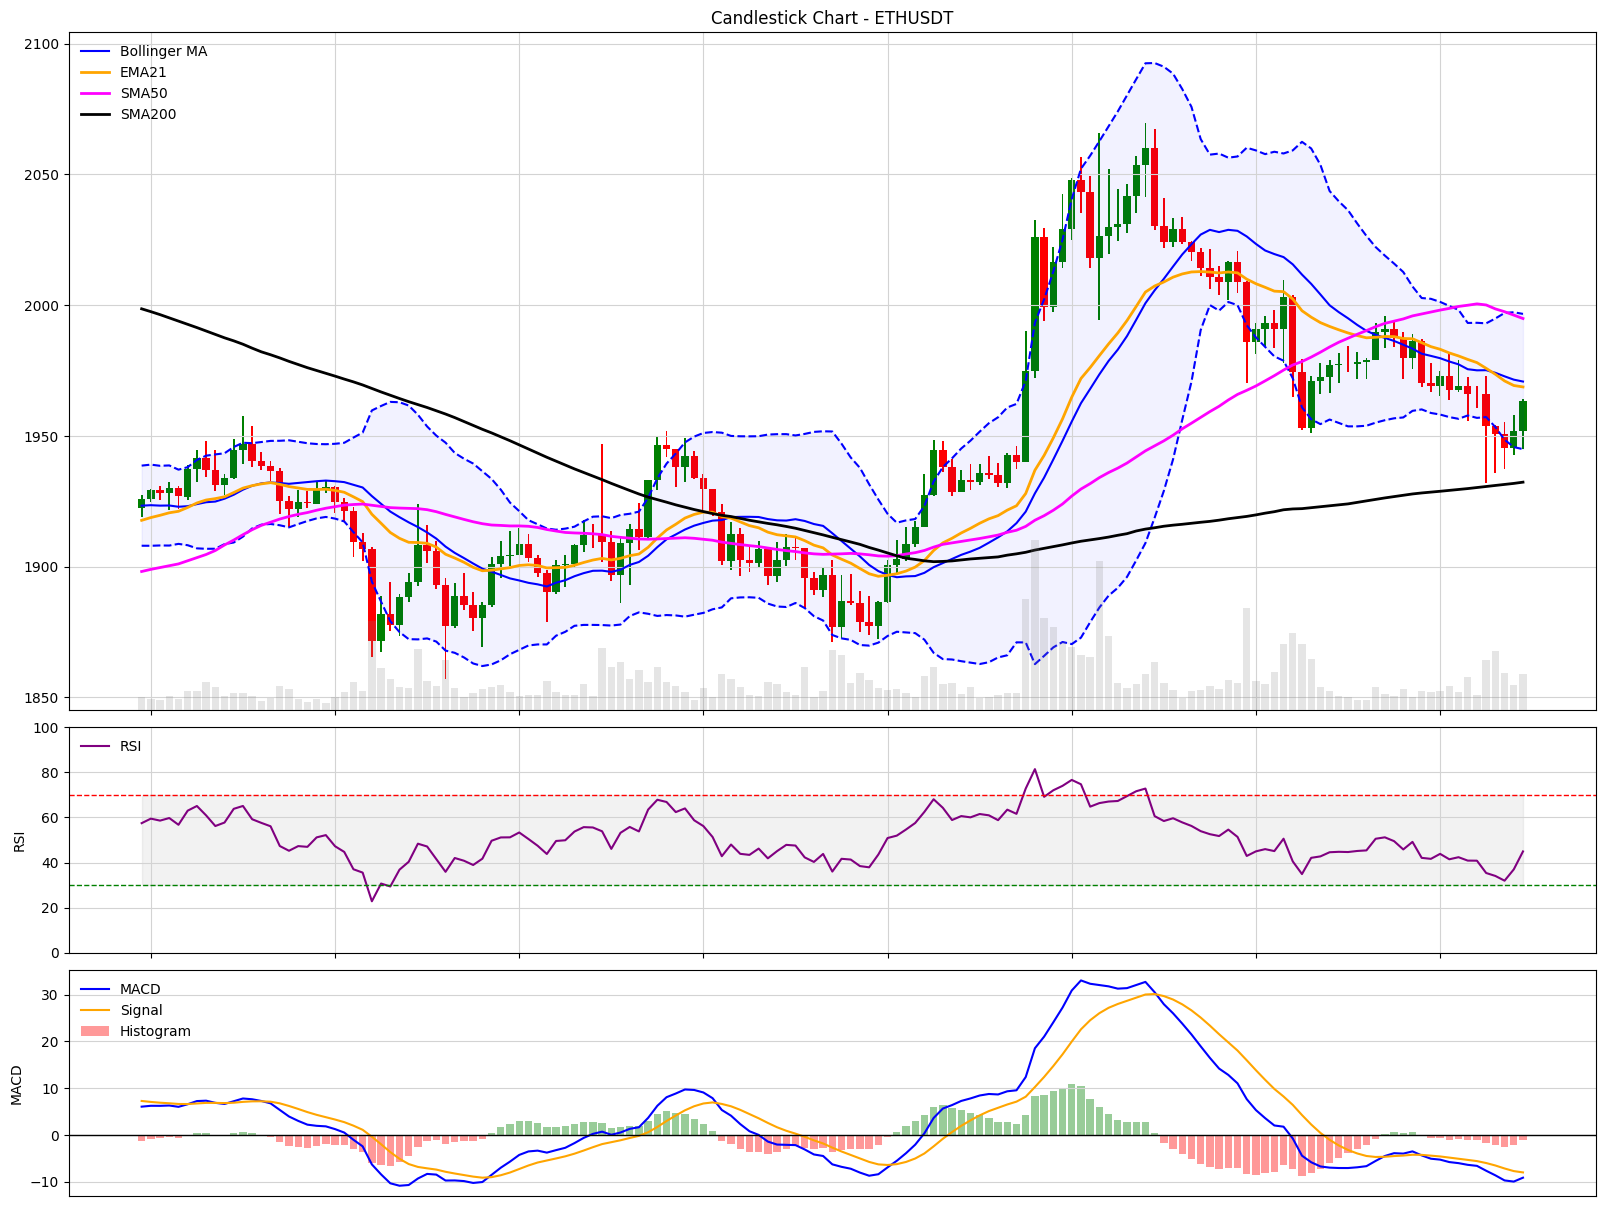 Candlestick Chart - ETHUSDT
2100
2050
2000
1950
1900
1850
Bollinger MA
EMA21
SMA50
SMA200
RSI
100
80
60
40
20
0
RSI
MACD
30
20
10
0
−10
MACD
Signal
Histogram